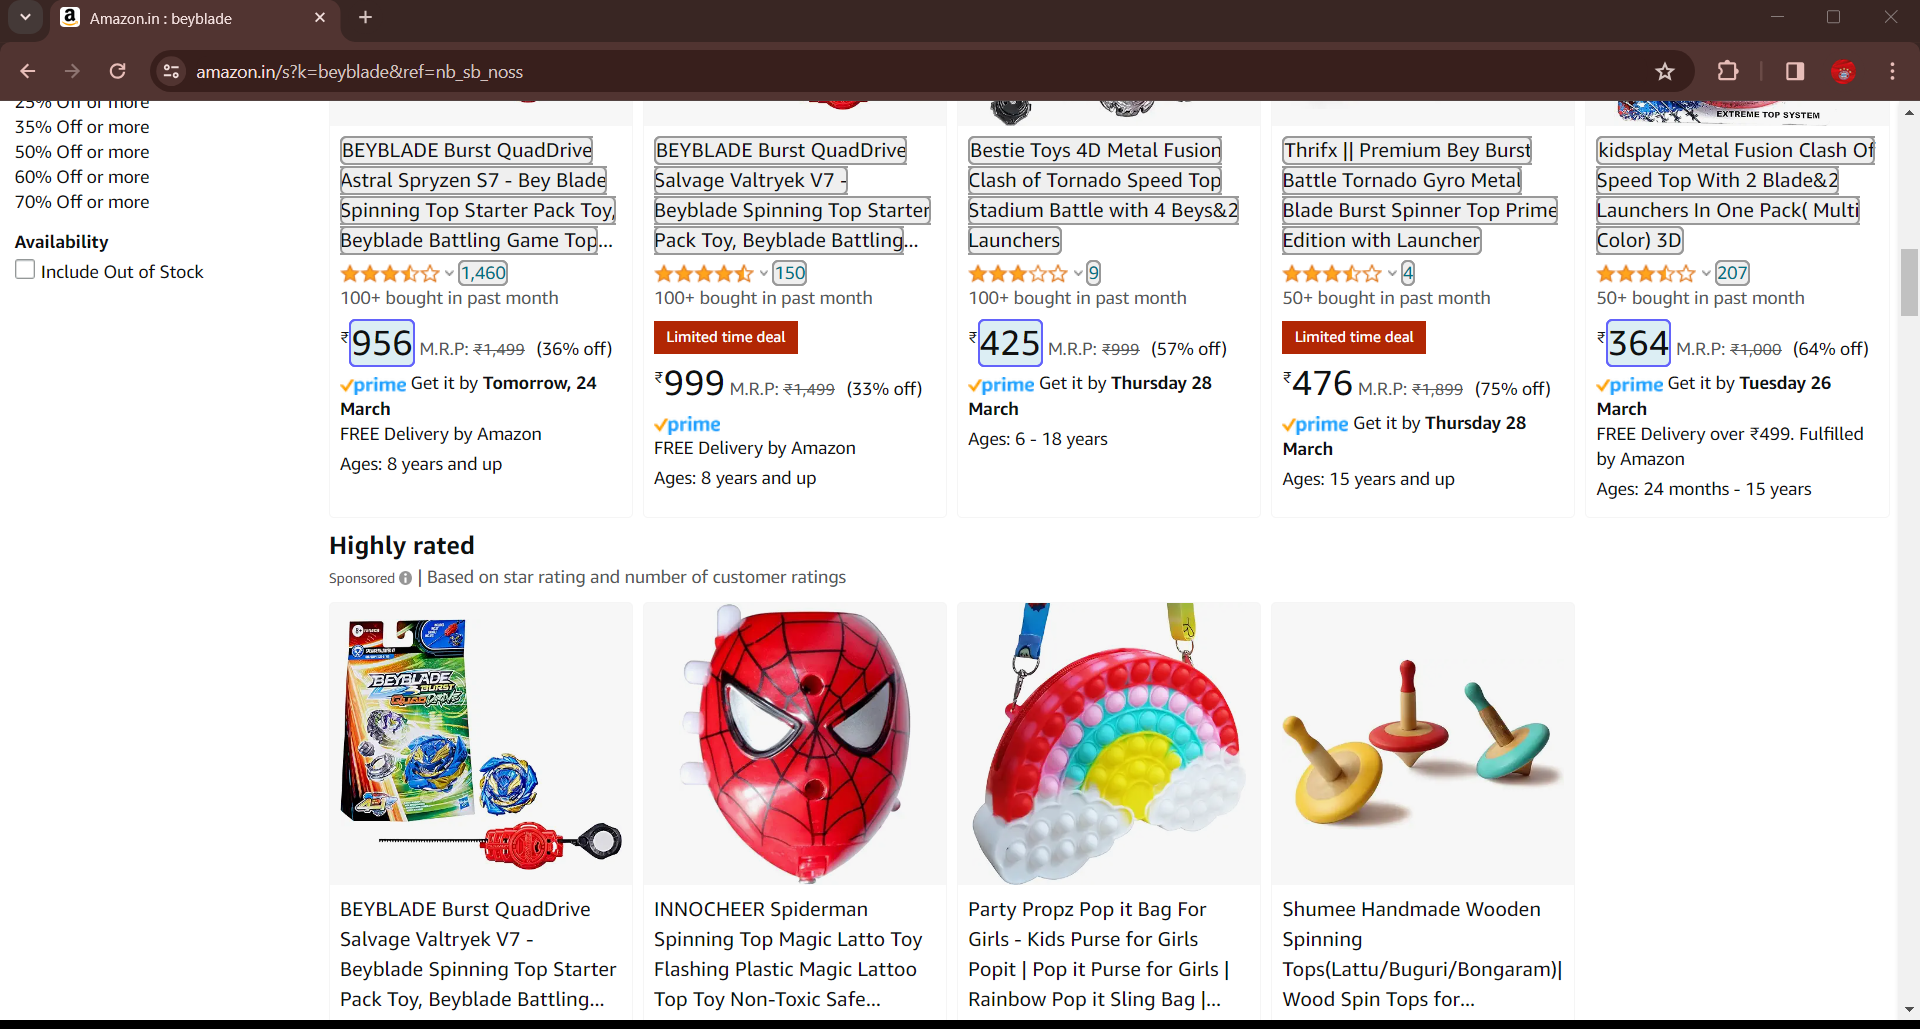 Amazon.in : beyblade
amazon.in/s?k=beyblade&ref=nb_sb_noss
25% Off or more
35% Off or more
50% Off or more
60% Off or more
70% Off or more
Availability
Include Out of Stock
BEYBLADE Burst QuadDrive
Astral Spryzen S7 - Bey Blade
Spinning Top Starter Pack Toy,
Beyblade Battling Game Top...
1,460
100+ bought in past month
₹956 M.R.P: ₹1,499 (36% off)
prime Get it by Tomorrow, 24
March
FREE Delivery by Amazon
Ages: 8 years and up
BEYBLADE Burst QuadDrive
Salvage Valtryek V7 -
Beyblade Spinning Top Starter
Pack Toy, Beyblade Battling...
150
100+ bought in past month
Limited time deal
₹999 M.R.P: ₹1,499 (33% off)
prime
FREE Delivery by Amazon
Ages: 8 years and up
Bestie Toys 4D Metal Fusion
Clash of Tornado Speed Top
Stadium Battle with 4 Beys&2
Launchers
9
100+ bought in past month
₹425 M.R.P: ₹999 (57% off)
prime Get it by Thursday 28
March
Ages: 6 - 18 years
Thrifx || Premium Bey Burst
Battle Tornado Gyro Metal
Blade Burst Spinner Top Prime
Edition with Launcher
4
50+ bought in past month
Limited time deal
₹476 M.R.P: ₹1,899 (75% off)
prime Get it by Thursday 28
March
Ages: 15 years and up
EXTREME TOP SYSTEM
kidsplay Metal Fusion Clash Of
Speed Top With 2 Blade&2
Launchers In One Pack( Multi
Color) 3D
207
50+ bought in past month
₹364 M.R.P: ₹1,000 (64% off)
prime Get it by Tuesday 26
March
FREE Delivery over ₹499. Fulfilled
by Amazon
Ages: 24 months - 15 years
Highly rated
Sponsored | Based on star rating and number of customer ratings
BEYBLADE
BURST
QUADDRIVE
BEYBLADE Burst QuadDrive
Salvage Valtryek V7 -
Beyblade Spinning Top Starter
Pack Toy, Beyblade Battling...
INNOCHEER Spiderman
Spinning Top Magic Latto Toy
Flashing Plastic Magic Lattoo
Top Toy Non-Toxic Safe...
Party Propz Pop it Bag For
Girls - Kids Purse for Girls
Popit | Pop it Purse for Girls |
Rainbow Pop it Sling Bag |...
Shumee Handmade Wooden
Spinning
Tops(Lattu/Buguri/Bongaram)|
Wood Spin Tops for...